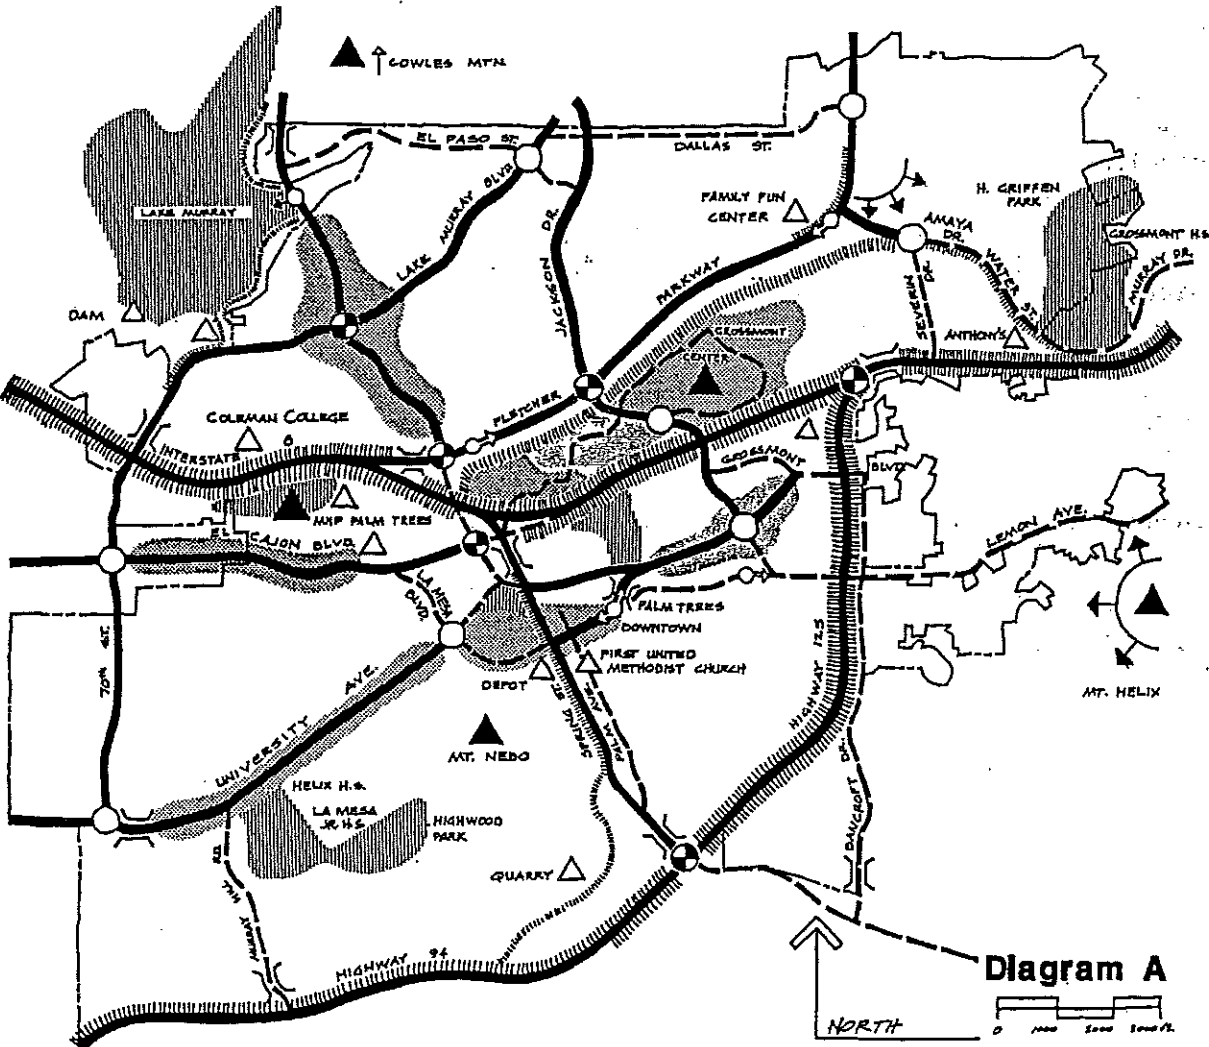 COWLES MTN
EL PASO ST.
DALLAS ST.
LAKE MURRAY BLVD.
JACKSON DR.
LAKE MURRAY
FAMILY FUN
CENTER
H. GRIFFEN
PARK
AMAYA
DR.
GROSSMONT H.S.
WATER ST.
MURRAY DR.
SEVERIN DR.
PARKWAY
DAM
GROSSMONT
CENTER
ANTHONY'S
FLETCHER
COLEMAN COLLEGE
INTERSTATE 8
GROSSMONT
BLVD.
MHP PALM TREES
EL CAJON BLVD.
LEMON AVE.
LA MESA
BLVD.
PALM TREES
DOWNTOWN
70TH ST.
FIRST UNITED
METHODIST CHURCH
DEPOT
HIGHWAY 125
MT. HELIX
UNIVERSITY AVE.
SPRING ST.
PALM AVE.
MT. NEBO
BANCROFT DR.
HELIX H.S.
LA MESA
JR. H.S.
HIGHWOOD
PARK
MURRAY HILL RD.
QUARRY
HIGHWAY 94
Diagram A
NORTH
0 1000